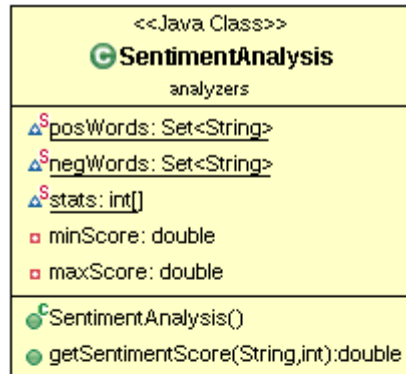 <<Java Class>>
C SentimentAnalysis
analyzers
S posWords: Set<String>
S negWords: Set<String>
S stats: int[]
minScore: double
maxScore: double
C SentimentAnalysis()
getSentimentScore(String,int):double